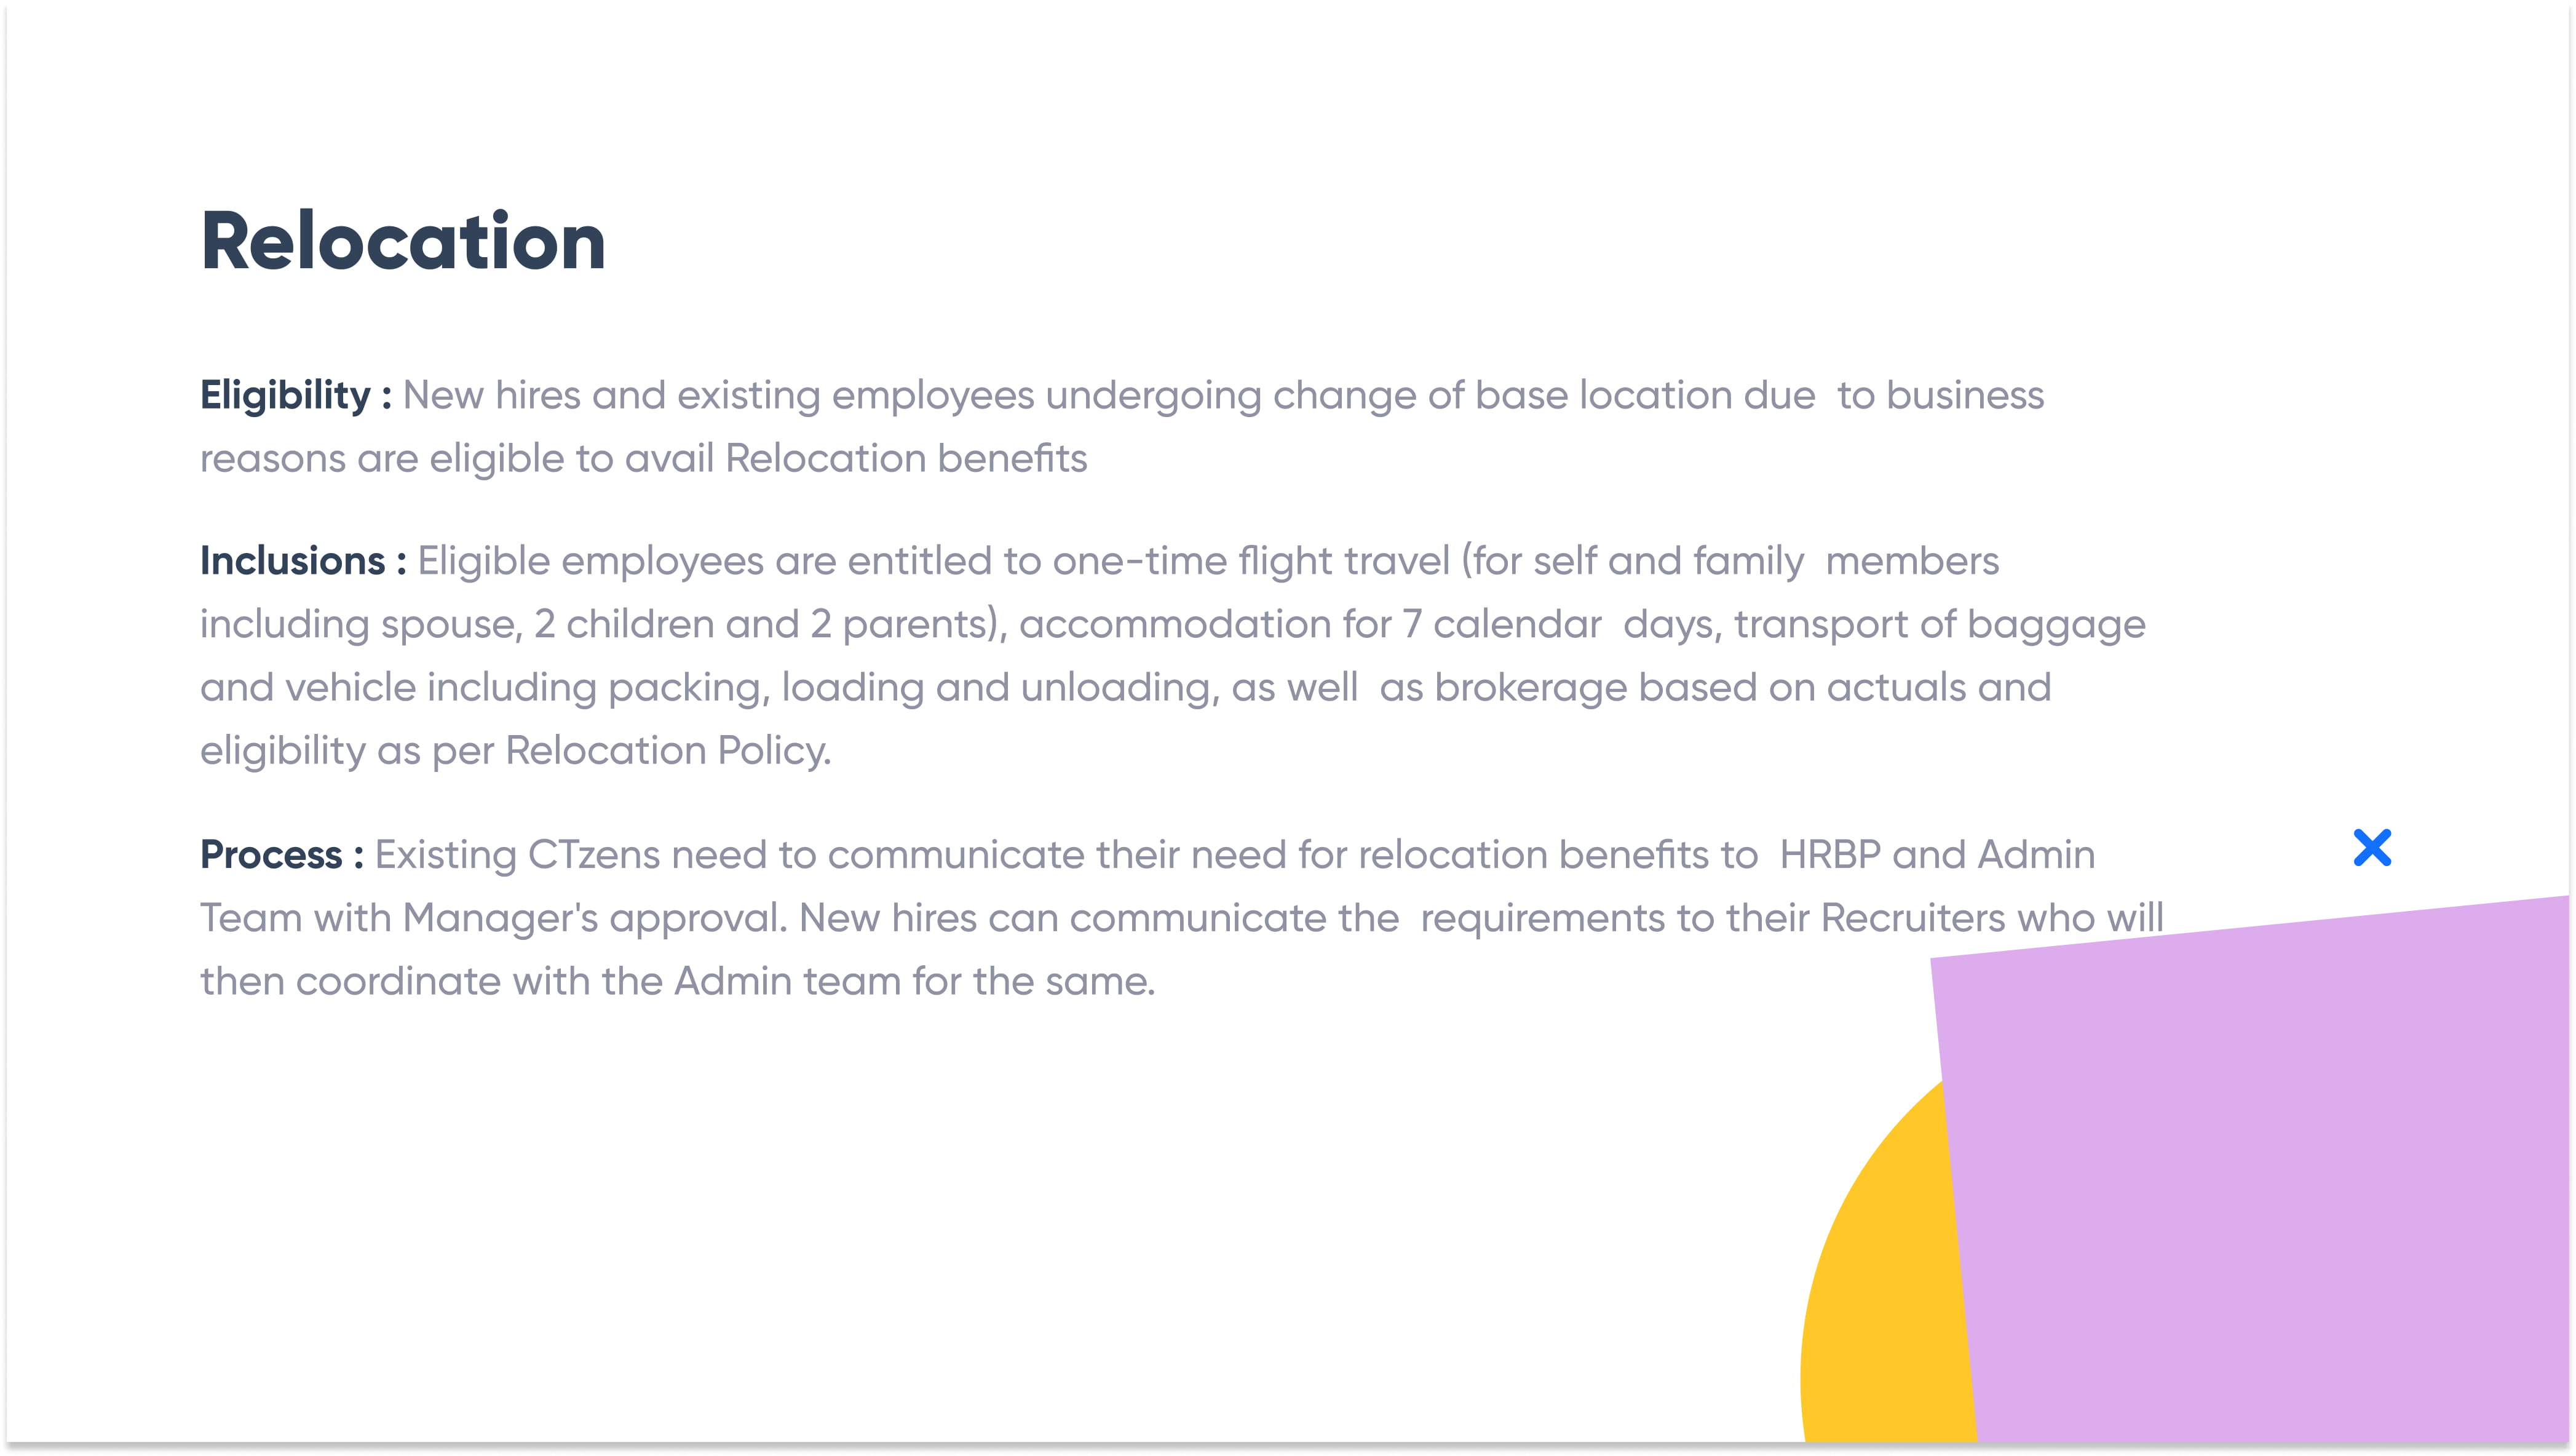 Relocation
Eligibility : New hires and existing employees undergoing change of base location due  to business
reasons are eligible to avail Relocation benefits
Inclusions : Eligible employees are entitled to one-time flight travel (for self and family  members
including spouse, 2 children and 2 parents), accommodation for 7 calendar  days, transport of baggage
and vehicle including packing, loading and unloading, as well  as brokerage based on actuals and
eligibility as per Relocation Policy.
Process : Existing CTzens need to communicate their need for relocation benefits to  HRBP and Admin
Team with Manager's approval. New hires can communicate the  requirements to their Recruiters who will
then coordinate with the Admin team for the same.